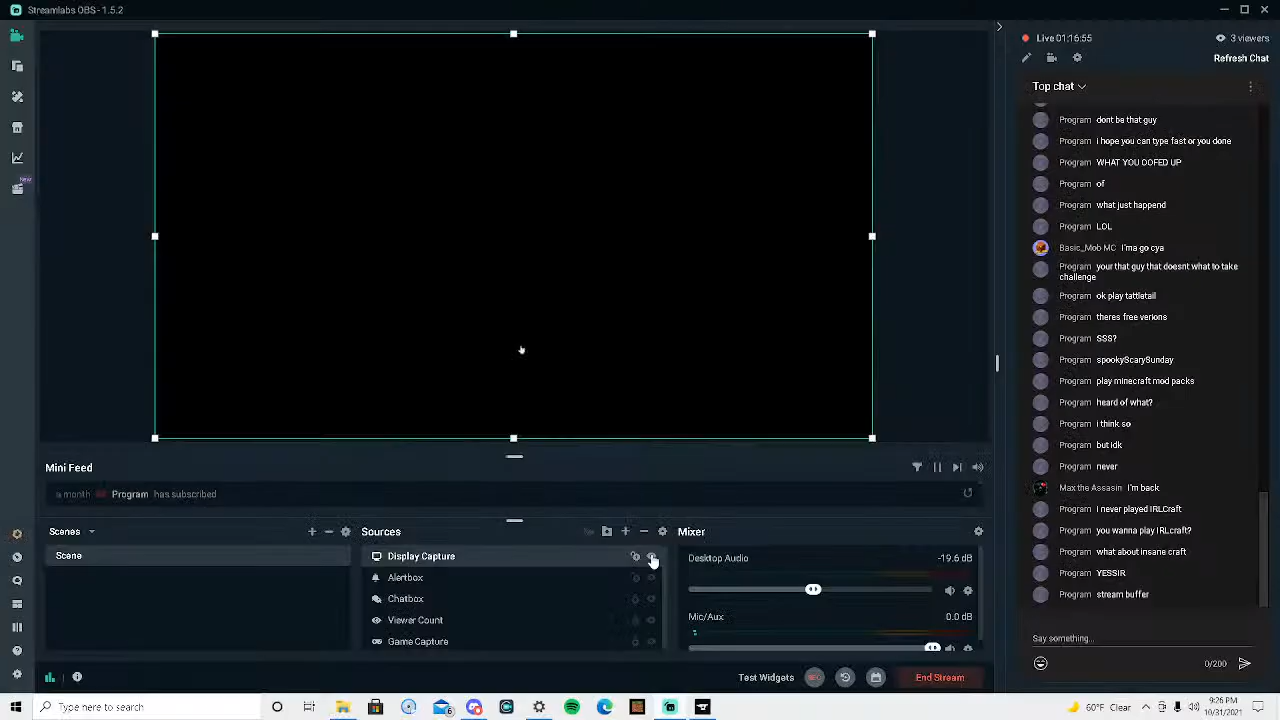 Streamlabs OBS - 1.5.2
Live 01:16:55
3 viewers
Refresh Chat
Top chat
Program dont be that guy
Program I hope you can type fast or you done
Program WHAT YOU OOFED UP
Program of
Program what just happend
Program LOL
Basic_Mob MC I'ma go cya
Program your that guy that doesnt what to take
challenge
Program ok play tattletail
Program theres free verions
Program SSS?
Program spookyScarySunday
Program play minecraft mod packs
Program heard of what?
Program I think so
Program but idk
Program never
Max the Assasin I'm back
Program I never played IRLCraft
Program you wanna play IRLcraft?
Program what about insane craft
Program YESSIR
Program stream buffer
Say something...
0/200
New
Mini Feed
a month Program has subscribed
Scenes
Scene
Sources
Display Capture
Alertbox
Chatbox
Viewer Count
Game Capture
Mixer
Desktop Audio -19.6 dB
Mic/Aux 0.0 dB
Test Widgets
REC
End Stream
Type here to search
60°F Clear
9:26 PM
10/31/2021